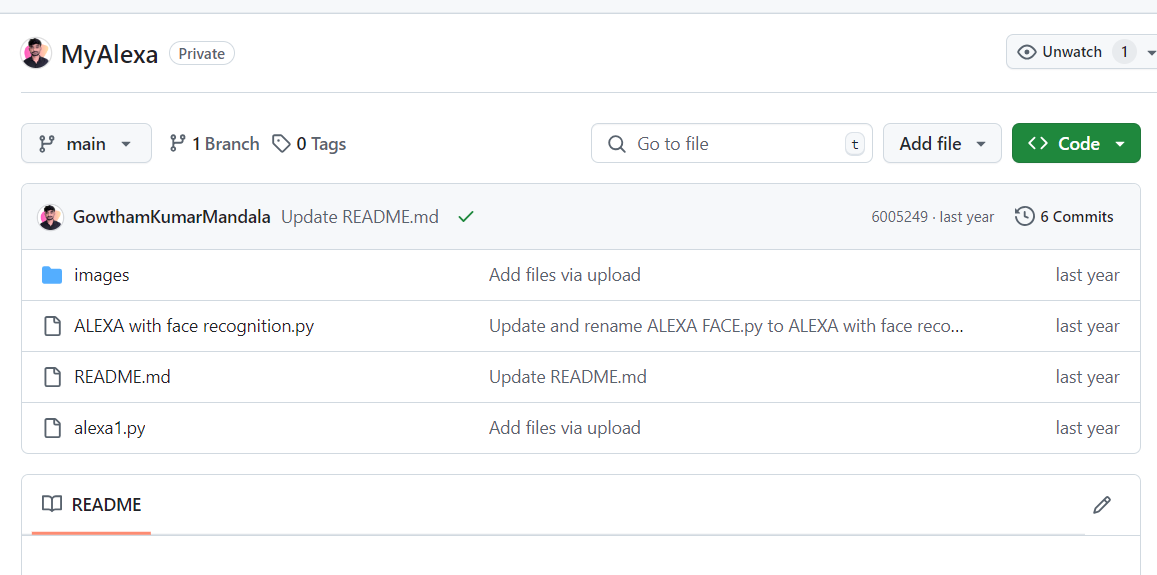 MyAlexa Private Unwatch 1
main 1 Branch 0 Tags Go to file t Add file Code
GowthamKumarMandala Update README.md 6005249 · last year 6 Commits
images Add files via upload last year
ALEXA with face recognition.py Update and rename ALEXA FACE.py to ALEXA with face reco... last year
README.md Update README.md last year
alexa1.py Add files via upload last year
README